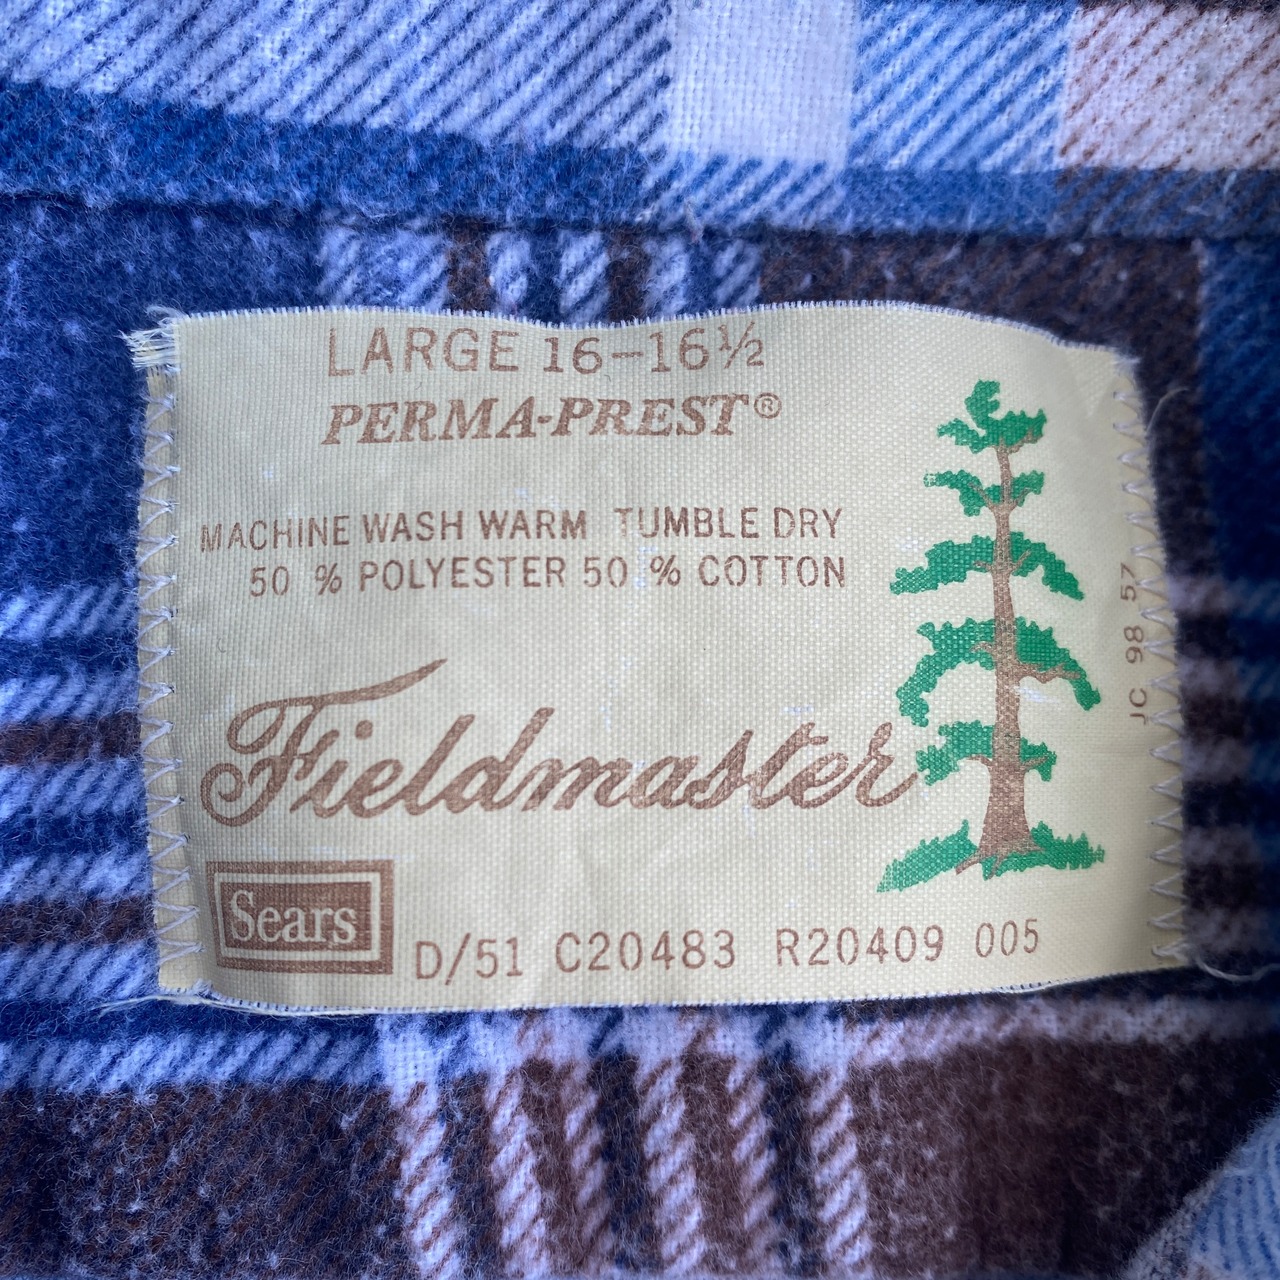 LARGE 16-16½
PERMA-PREST®
MACHINE WASH WARM TUMBLE DRY
50 % POLYESTER 50 % COTTON
Fieldmaster
Sears
D/51 C20483 R20409 005
JC 98 57